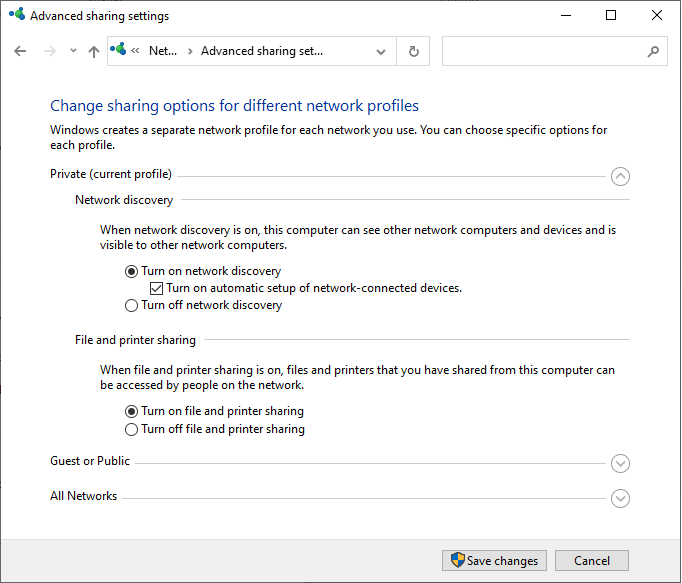 Advanced sharing settings
« Net... > Advanced sharing set...
Change sharing options for different network profiles
Windows creates a separate network profile for each network you use. You can choose specific options for
each profile.
Private (current profile)
Network discovery
When network discovery is on, this computer can see other network computers and devices and is
visible to other network computers.
Turn on network discovery
Turn on automatic setup of network-connected devices.
Turn off network discovery
File and printer sharing
When file and printer sharing is on, files and printers that you have shared from this computer can
be accessed by people on the network.
Turn on file and printer sharing
Turn off file and printer sharing
Guest or Public
All Networks
Save changes Cancel